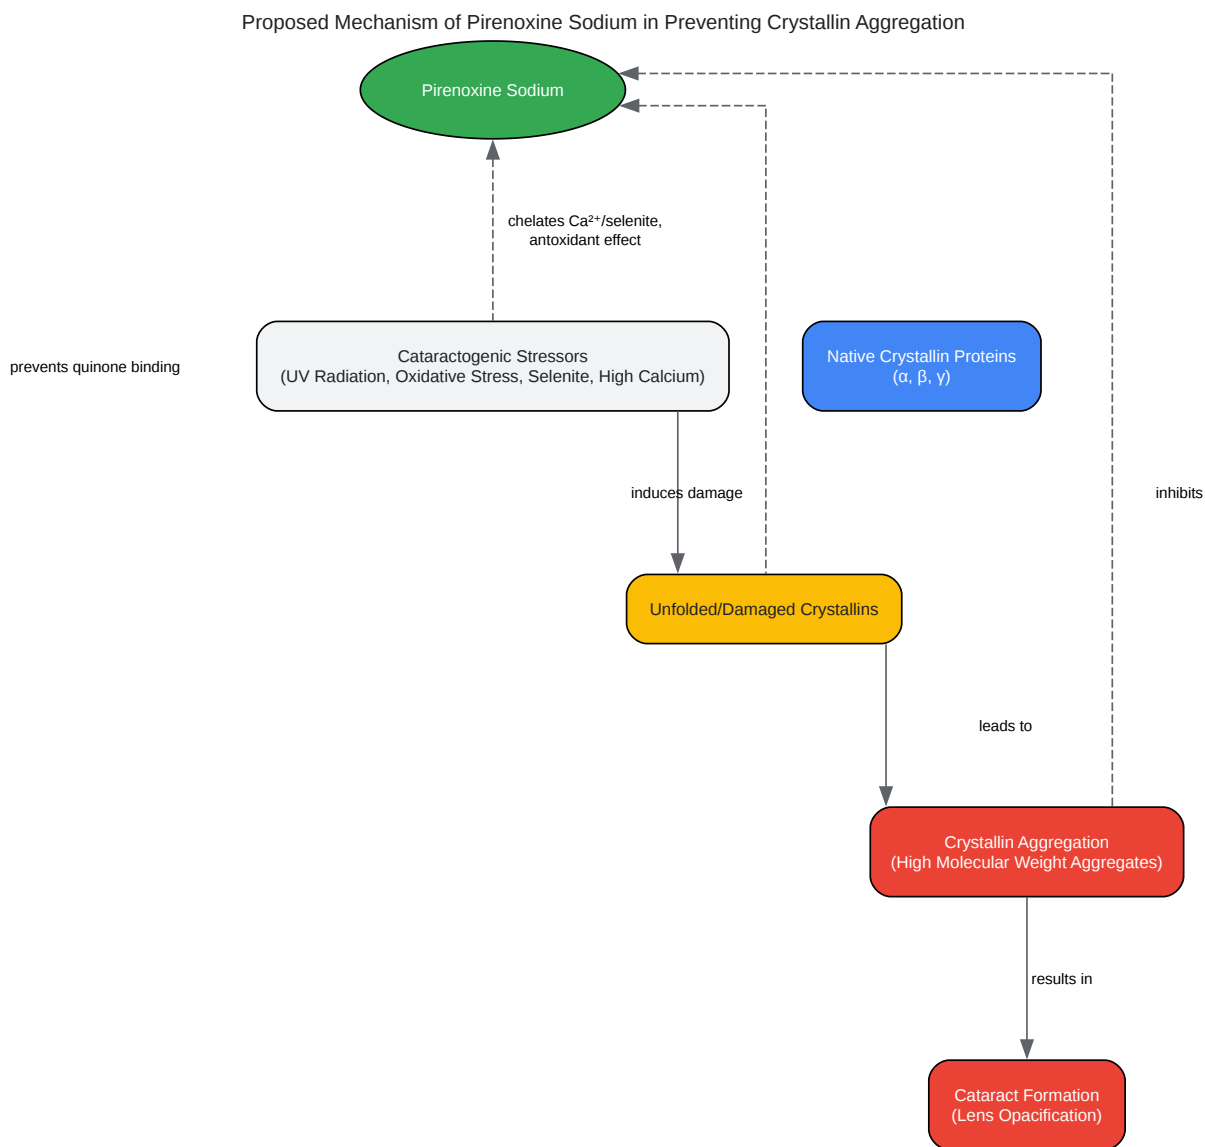 Proposed Mechanism of Pirenoxine Sodium in Preventing Crystallin Aggregation
Pirenoxine Sodium
chelates Ca²⁺/selenite,
antoxidant effect
Cataractogenic Stressors
(UV Radiation, Oxidative Stress, Selenite, High Calcium)
Native Crystallin Proteins
(α, β, γ)
prevents quinone binding
induces damage
inhibits
Unfolded/Damaged Crystallins
leads to
Crystallin Aggregation
(High Molecular Weight Aggregates)
results in
Cataract Formation
(Lens Opacification)